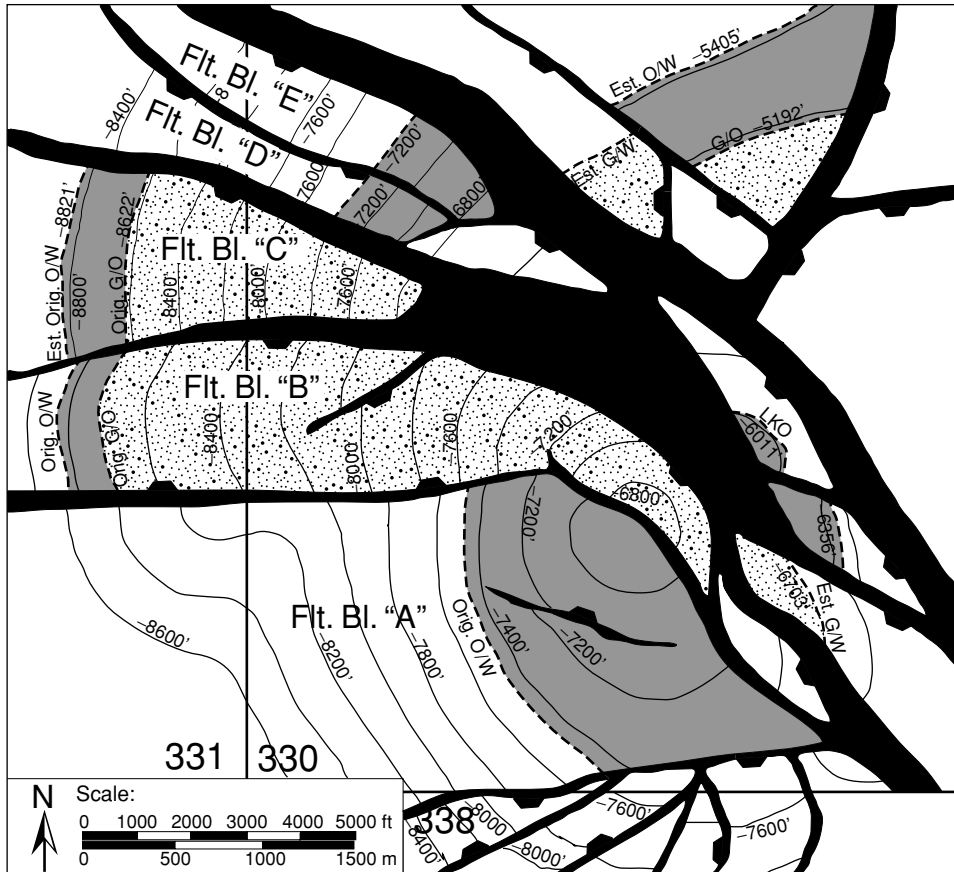 Est. O/W –5405'
Flt. Bl. "E"
–8400'
–8
–7600'
Flt. Bl. "D"
–7200'
G/O –5192'
Est. G/W
7600'
7200'
6800'
Est. Orig. O/W –8821'
Orig. G/O –8622'
Flt. Bl. "C"
–8800'
–8400'
–8000'
–7600'
Flt. Bl. "B"
Orig. O/W
Orig. G/O
–8400'
–8000'
–7600'
–7200'
LKO
–6011'
–6800'
–7200'
–6356'
–6703'
Est. G/W
Flt. Bl. "A"
–8600'
–8200'
–7800'
Orig. O/W
–7400'
–7200'
331 330
338
–8400'
–8000'
–8000'
–7600'
–7600'
N
Scale:
0 1000 2000 3000 4000 5000 ft
0 500 1000 1500 m